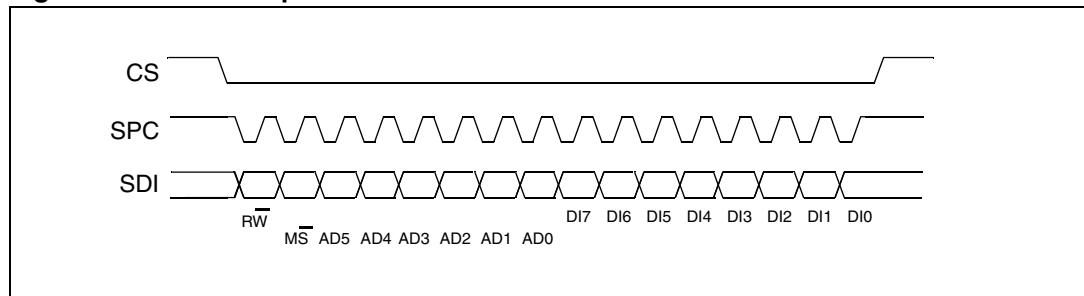 CS
SPC
SDI
RW̅ DI7 DI6 DI5 DI4 DI3 DI2 DI1 DI0
MS̅ AD5 AD4 AD3 AD2 AD1 AD0